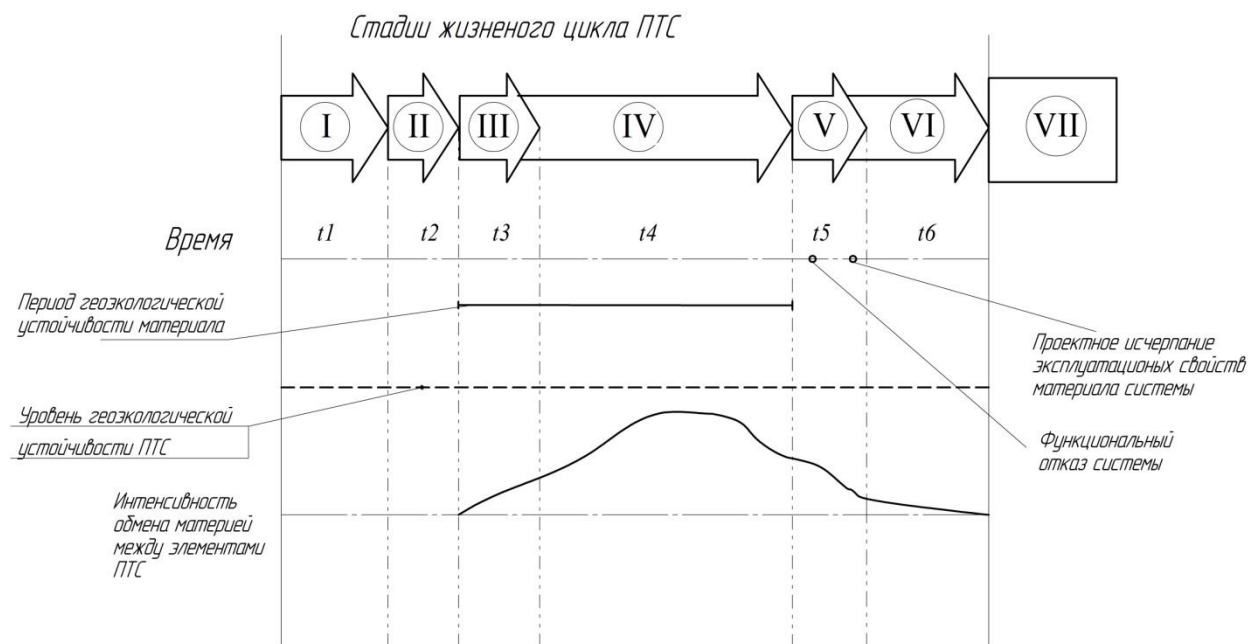 Стадии жизненого цикла ПТС
I
II
III
IV
V
VI
VII
Время
t1
t2
t3
t4
t5
t6
Период геоэкологической
устойчивости материала
Проектное исчерпание
эксплуатационых свойств
материала системы
Уровень геоэкологической
устойчивости ПТС
Функциональный
отказ системы
Интенсивность
обмена материей
между элементами
ПТС